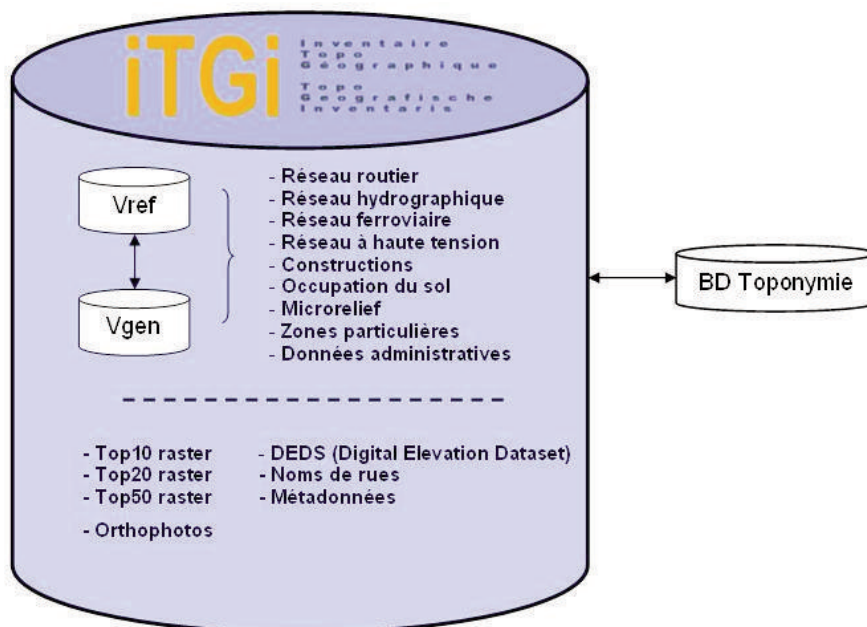 iTGi
Inventaire
Topo
Géographique
Topo
Geografische
Inventaris
Vref
Vgen
- Réseau routier
- Réseau hydrographique
- Réseau ferroviaire
- Réseau à haute tension
- Constructions
- Occupation du sol
- Microrelief
- Zones particulières
- Données administratives
BD Toponymie
- Top10 raster
- Top20 raster
- Top50 raster
- Orthophotos
- DEDS (Digital Elevation Dataset)
- Noms de rues
- Métadonnées